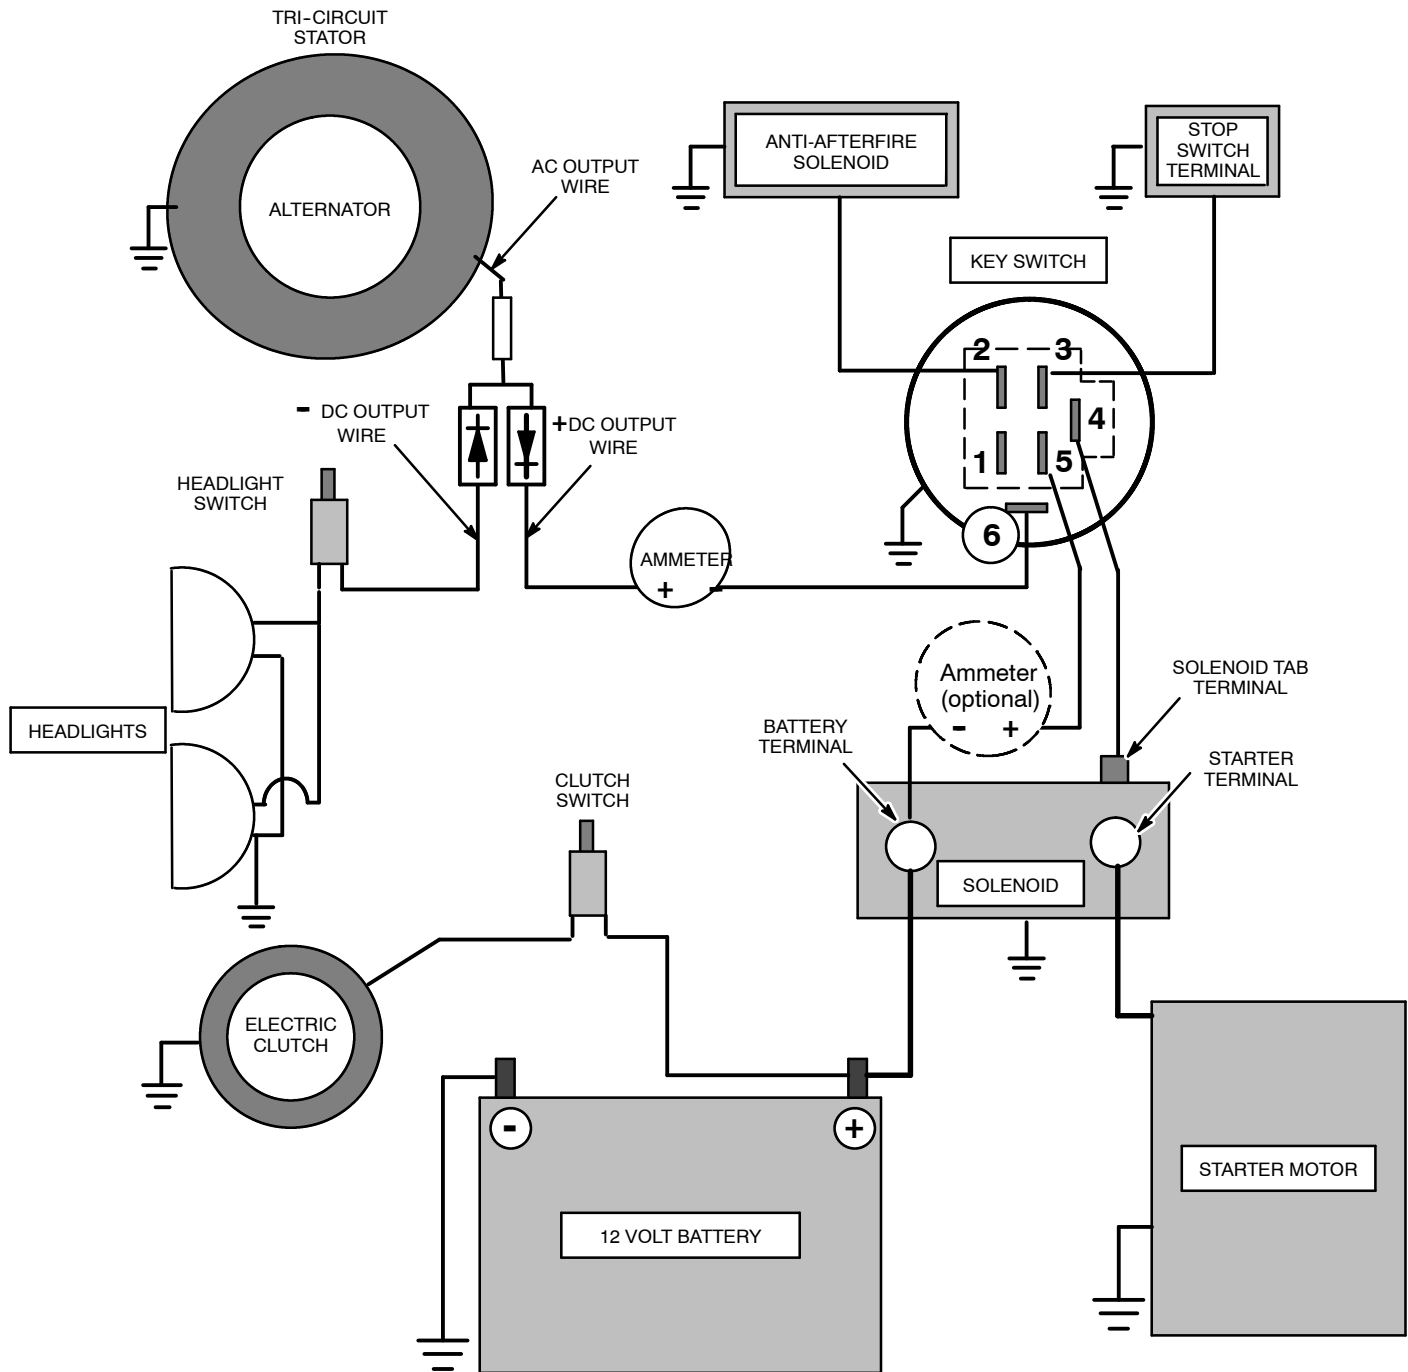 TRI-CIRCUIT
STATOR
ALTERNATOR
AC OUTPUT
WIRE
ANTI-AFTERFIRE
SOLENOID
STOP
SWITCH
TERMINAL
KEY SWITCH
2
3
4
1
5
6
- DC OUTPUT
WIRE
+DC OUTPUT
WIRE
HEADLIGHT
SWITCH
AMMETER
+ -
HEADLIGHTS
Ammeter
(optional)
- +
SOLENOID TAB
TERMINAL
BATTERY
TERMINAL
STARTER
TERMINAL
CLUTCH
SWITCH
SOLENOID
ELECTRIC
CLUTCH
- +
12 VOLT BATTERY
STARTER MOTOR